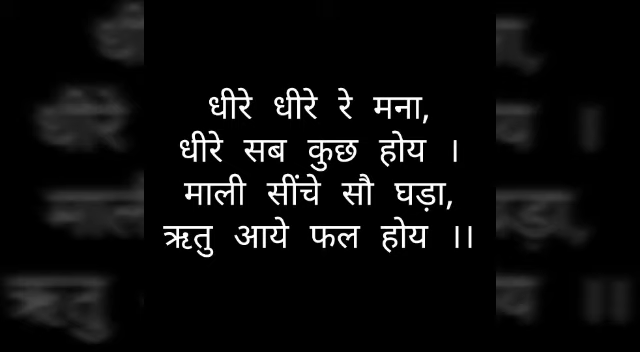 धीरे धीरे रे मना,
धीरे सब कुछ होय ।
माली सींचे सौ घड़ा,
ऋतु आये फल होय ।।